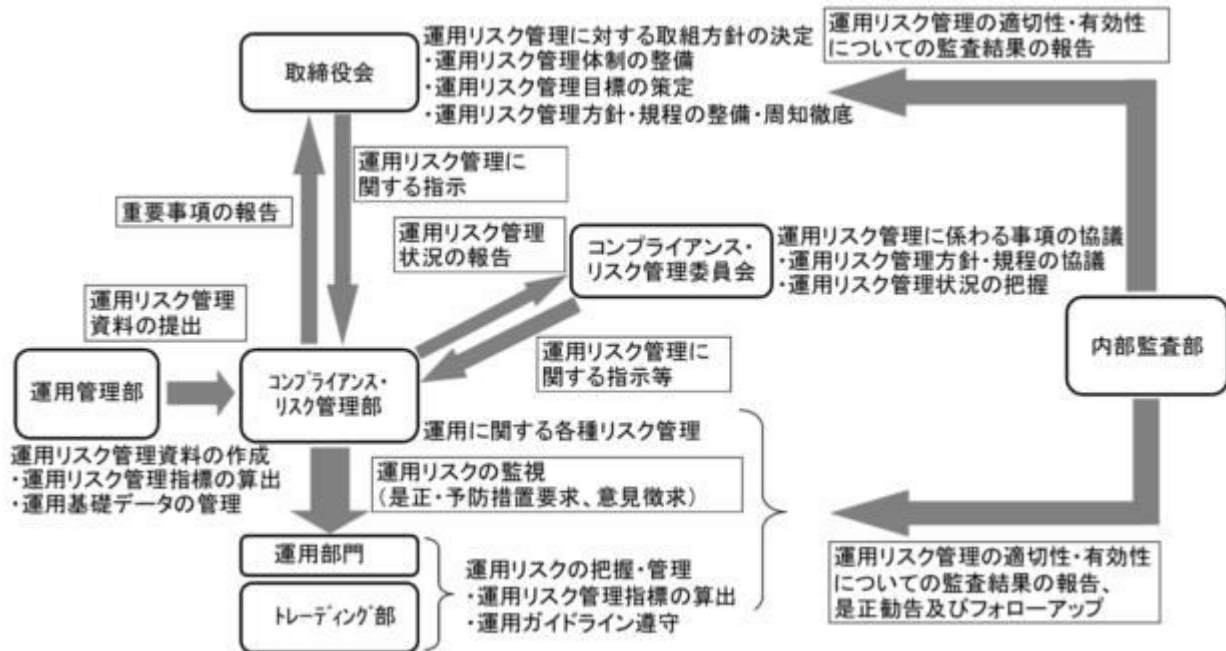 取締役会
運用リスク管理に対する取組方針の決定
・運用リスク管理体制の整備
・運用リスク管理目標の策定
・運用リスク管理方針・規程の整備・周知徹底
運用リスク管理の適切性・有効性
についての監査結果の報告
運用リスク管理に
関する指示
重要事項の報告
運用リスク管理
状況の報告
コンプライアンス・
リスク管理委員会
運用リスク管理に係わる事項の協議
・運用リスク管理方針・規程の協議
・運用リスク管理状況の把握
運用リスク管理
資料の提出
運用リスク管理に
関する指示等
内部監査部
運用管理部
コンプライアンス・
リスク管理部
運用に関する各種リスク管理
運用リスク管理資料の作成
・運用リスク管理指標の算出
・運用基礎データの管理
運用リスクの監視
（是正・予防措置要求、意見徴求）
運用部門
トレーディング部
運用リスクの把握・管理
・運用リスク管理指標の算出
・運用ガイドライン遵守
運用リスク管理の適切性・有効性
についての監査結果の報告、
是正勧告及びフォローアップ